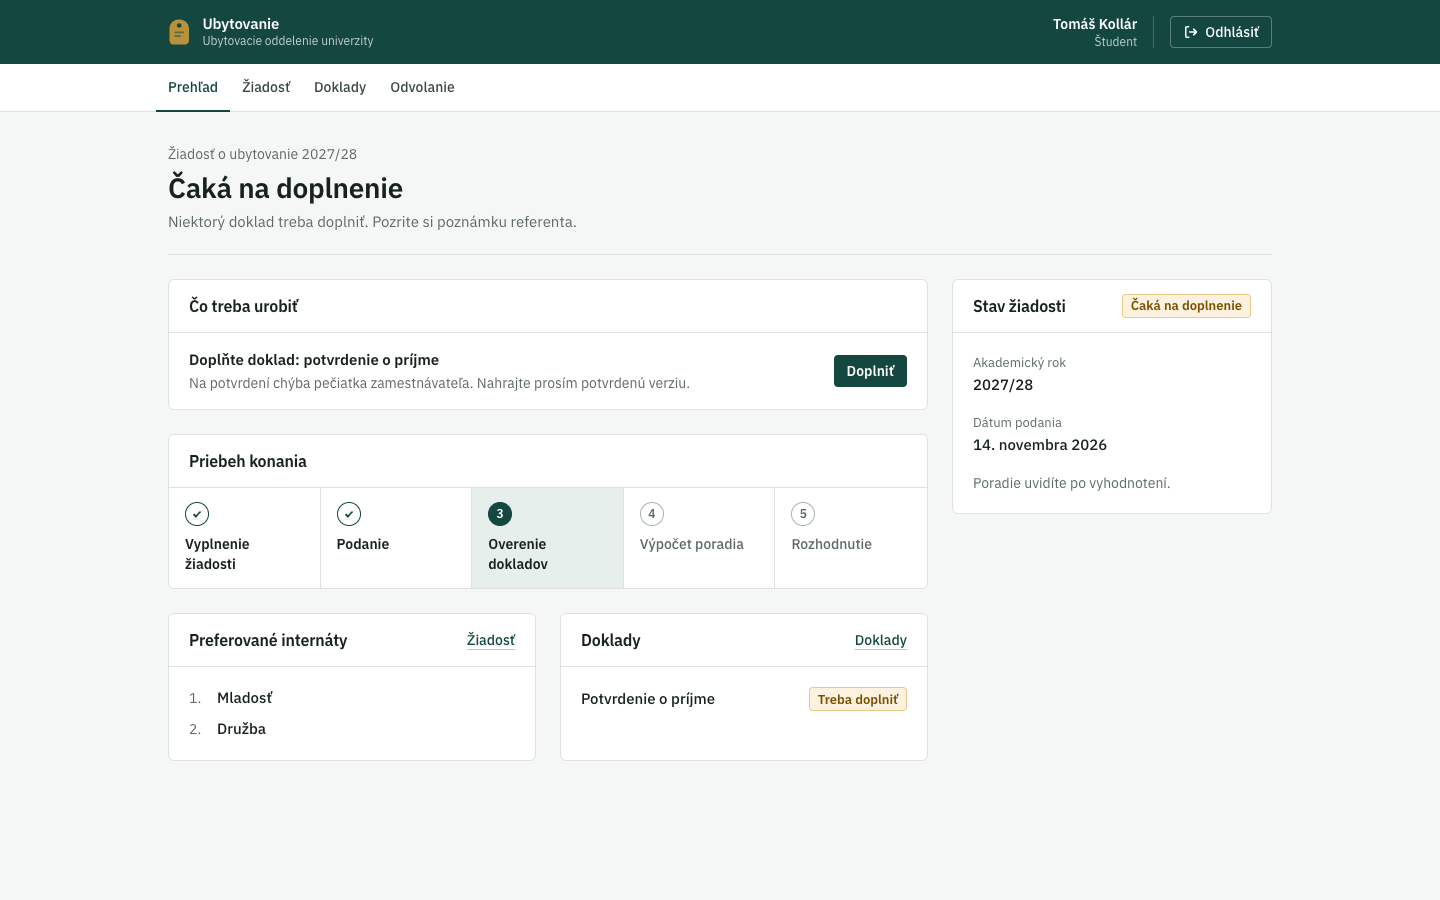 Ubytovanie
Ubytovacie oddelenie univerzity
Tomáš Kollár
Študent
Odhlásiť
Prehľad
Žiadosť
Doklady
Odvolanie
Žiadosť o ubytovanie 2027/28
Čaká na doplnenie
Niektorý doklad treba doplniť. Pozrite si poznámku referenta.
Čo treba urobiť
Doplňte doklad: potvrdenie o príjme
Na potvrdení chýba pečiatka zamestnávateľa. Nahrajte prosím potvrdenú verziu.
Doplniť
Stav žiadosti
Čaká na doplnenie
Akademický rok
2027/28
Dátum podania
14. novembra 2026
Poradie uvidíte po vyhodnotení.
Priebeh konania
Vyplnenie
žiadosti
Podanie
3
Overenie
dokladov
4
Výpočet poradia
5
Rozhodnutie
Preferované internáty
Žiadosť
1. Mladosť
2. Družba
Doklady
Doklady
Potvrdenie o príjme
Treba doplniť